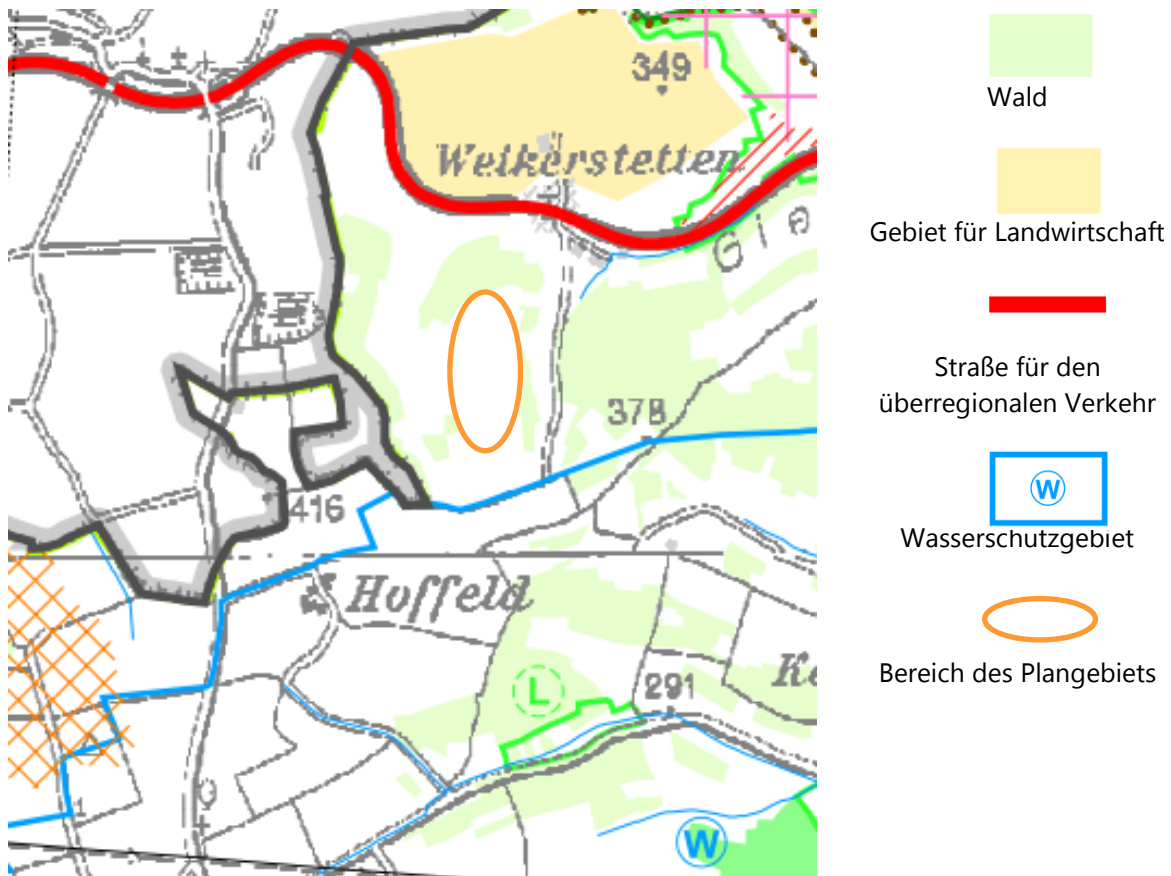 349
Weikerstetten
Gie
378
416
Hoffeld
L
291
Ke
1
W
Wald
Gebiet für Landwirtschaft
Straße für den
überregionalen Verkehr
W
Wasserschutzgebiet
Bereich des Plangebiets